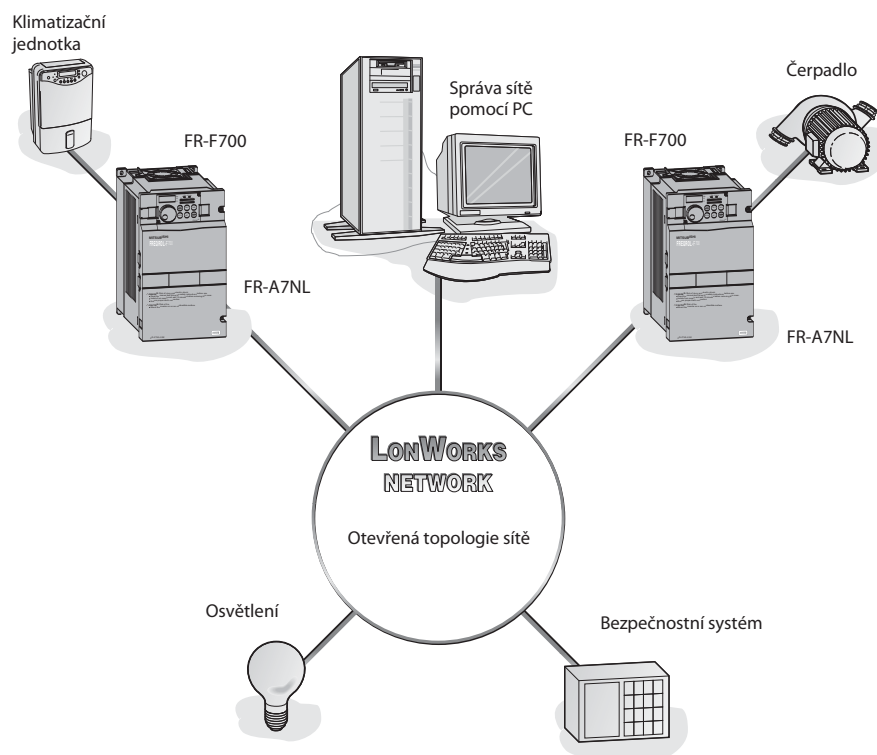 Klimatizační
jednotka
Správa sítě
pomocí PC
Čerpadlo
FR-F700
FR-F700
FR-A7NL
FR-A7NL
LONWORKS
NETWORK
Otevřená topologie sítě
Osvětlení
Bezpečnostní systém